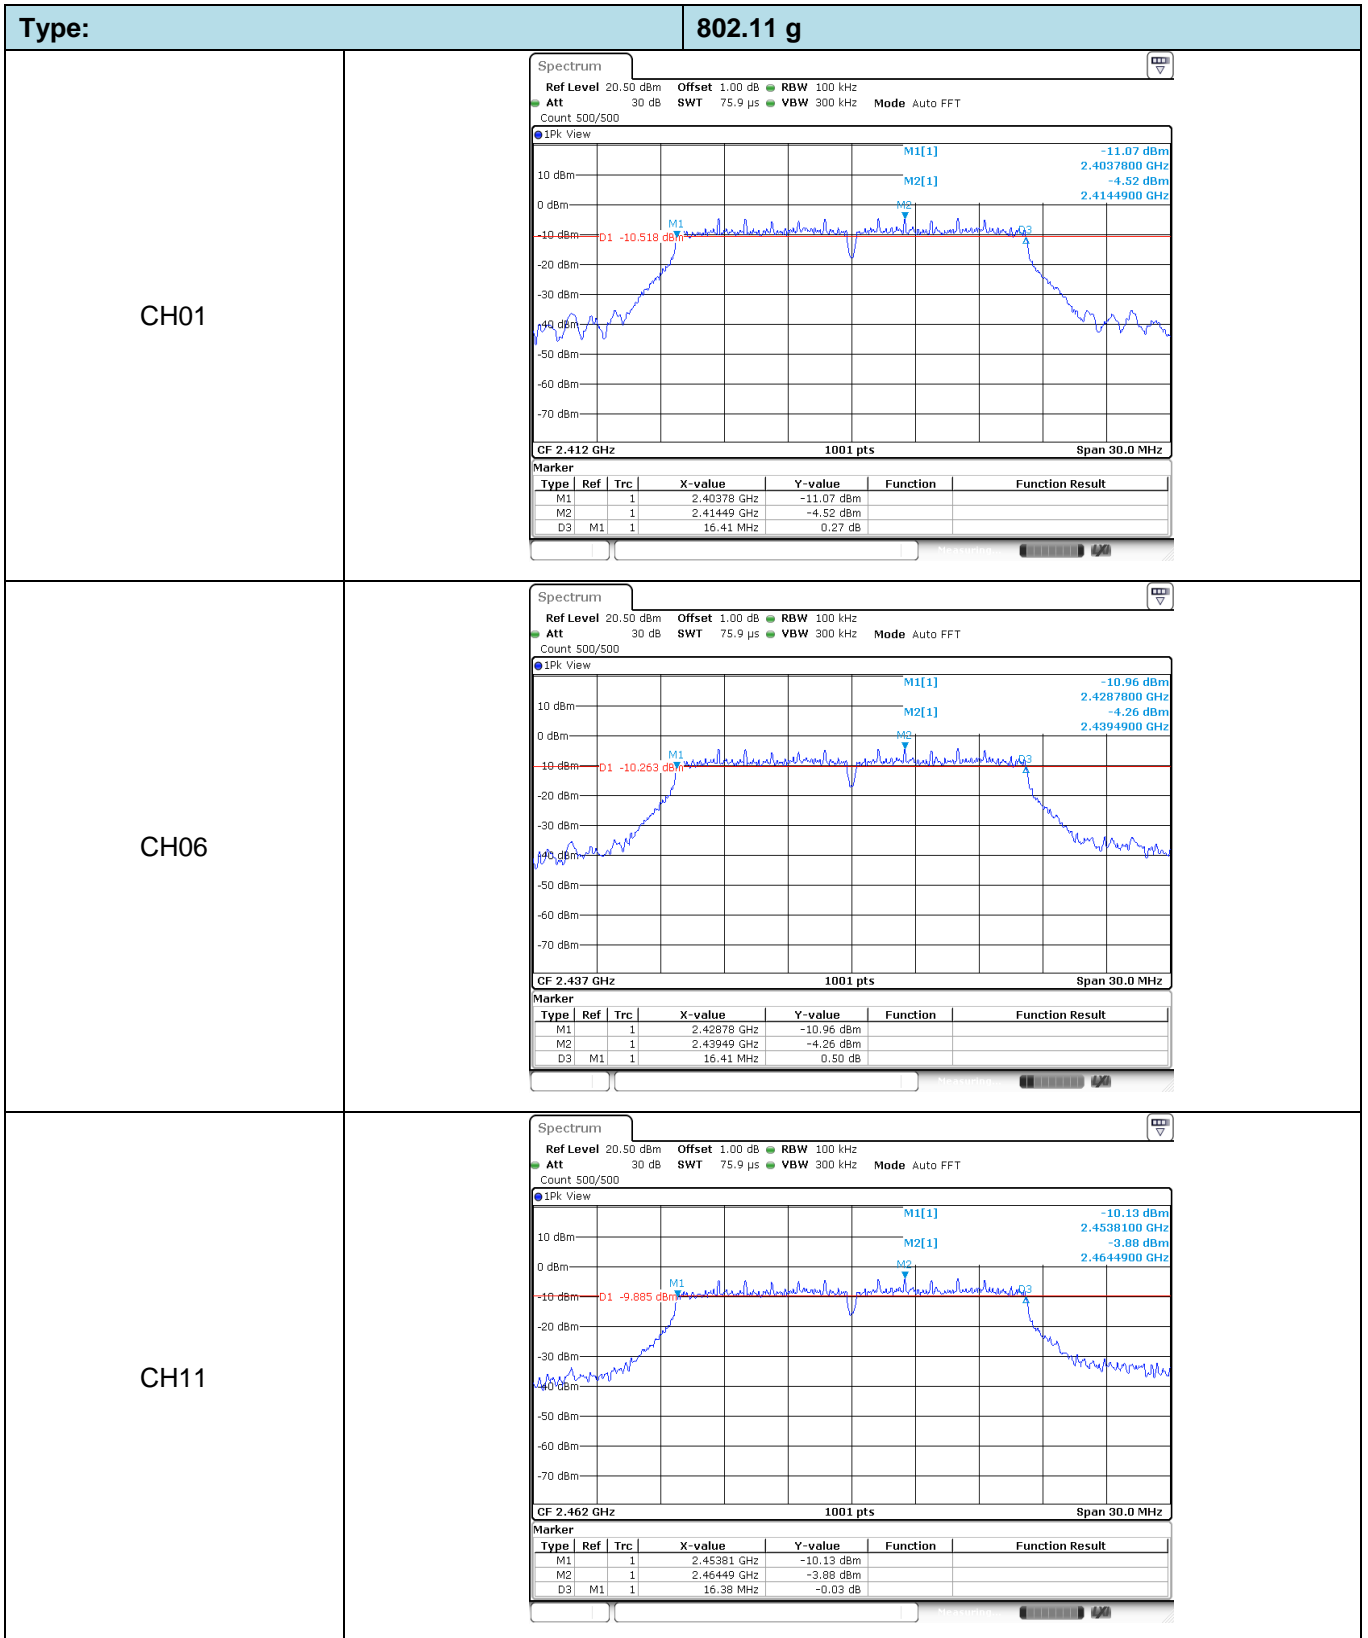 Type: 802.11 g
CH01
Spectrum
Ref Level 20.50 dBm Offset 1.00 dB RBW 100 kHz
Att 30 dB SWT 75.9 µs VBW 300 kHz Mode Auto FFT
Count 500/500
1Pk View
M1[1] -11.07 dBm
2.4037800 GHz
10 dBm
M2[1] -4.52 dBm
2.4144900 GHz
0 dBm
M2
M1
D3
-10 dBm
D1 -10.518 dBm
-20 dBm
-30 dBm
-40 dBm
-50 dBm
-60 dBm
-70 dBm
CF 2.412 GHz 1001 pts Span 30.0 MHz
Marker
Type Ref Trc X-value Y-value Function Function Result
M1 1 2.40378 GHz -11.07 dBm
M2 1 2.41449 GHz -4.52 dBm
D3 M1 1 16.41 MHz 0.27 dB
Measuring LXI
CH06
Spectrum
Ref Level 20.50 dBm Offset 1.00 dB RBW 100 kHz
Att 30 dB SWT 75.9 µs VBW 300 kHz Mode Auto FFT
Count 500/500
1Pk View
M1[1] -10.96 dBm
2.4287800 GHz
10 dBm
M2[1] -4.26 dBm
2.4394900 GHz
0 dBm
M2
M1
D3
-10 dBm
D1 -10.263 dBm
-20 dBm
-30 dBm
-40 dBm
-50 dBm
-60 dBm
-70 dBm
CF 2.437 GHz 1001 pts Span 30.0 MHz
Marker
Type Ref Trc X-value Y-value Function Function Result
M1 1 2.42878 GHz -10.96 dBm
M2 1 2.43949 GHz -4.26 dBm
D3 M1 1 16.41 MHz 0.50 dB
Measuring LXI
CH11
Spectrum
Ref Level 20.50 dBm Offset 1.00 dB RBW 100 kHz
Att 30 dB SWT 75.9 µs VBW 300 kHz Mode Auto FFT
Count 500/500
1Pk View
M1[1] -10.13 dBm
2.4538100 GHz
10 dBm
M2[1] -3.88 dBm
2.4644900 GHz
0 dBm
M2
M1
D3
-10 dBm
D1 -9.885 dBm
-20 dBm
-30 dBm
-40 dBm
-50 dBm
-60 dBm
-70 dBm
CF 2.462 GHz 1001 pts Span 30.0 MHz
Marker
Type Ref Trc X-value Y-value Function Function Result
M1 1 2.45381 GHz -10.13 dBm
M2 1 2.46449 GHz -3.88 dBm
D3 M1 1 16.38 MHz -0.03 dB
Measuring LXI